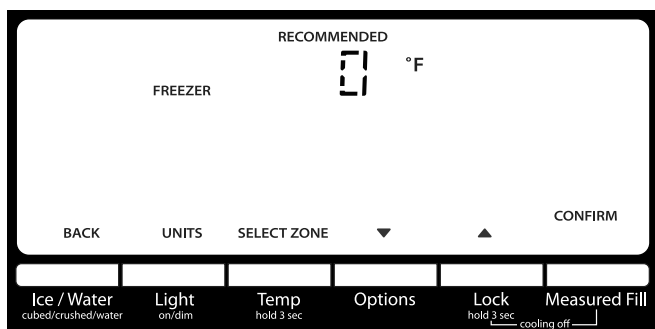 RECOMMENDED
0 °F
FREEZER
CONFIRM
BACK UNITS SELECT ZONE ▼ ▲
Ice / Water Light Temp Options Lock Measured Fill
cubed/crushed/water on/dim hold 3 sec hold 3 sec
cooling off